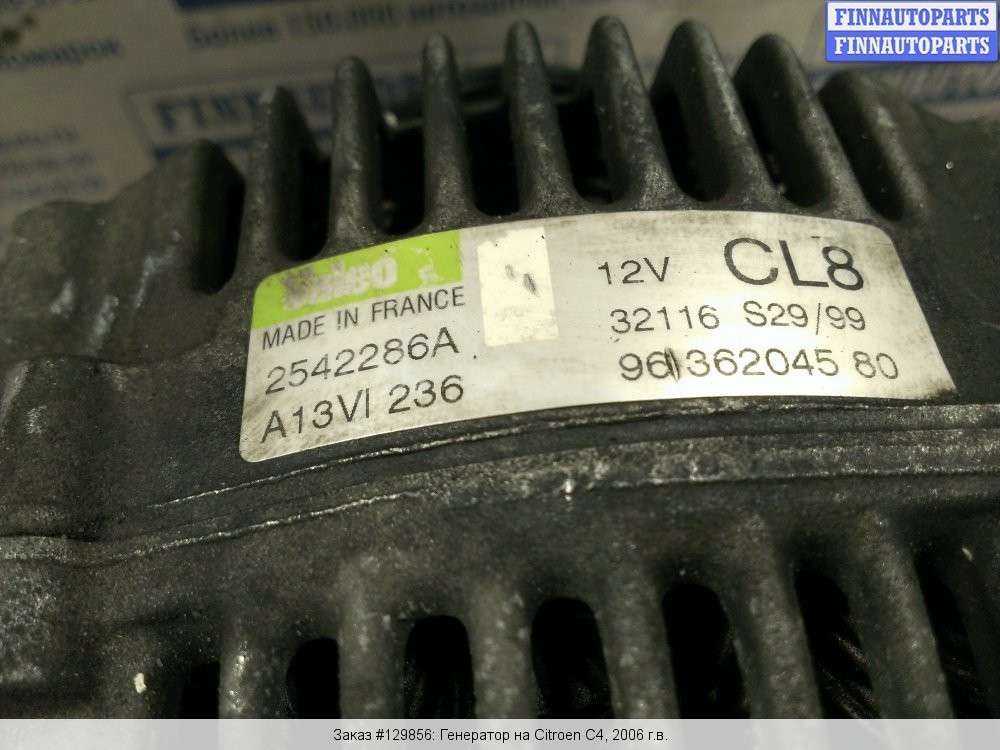 FINNAUTOPARTS
FINNAUTOPARTS
Valeo
MADE IN FRANCE
2542286A
A13VI 236
12V CL8
32116 S29/99
96 362045 80
Заказ #129856: Генератор на Citroen C4, 2006 г.в.